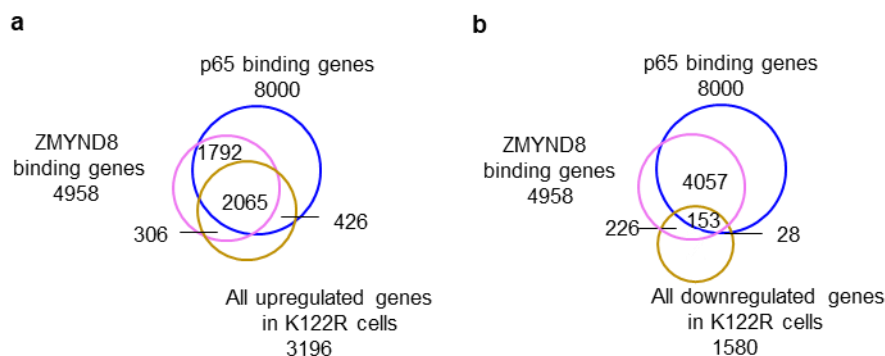 a
p65 binding genes
8000
ZMYND8
binding genes
4958
1792
2065
306
426
All upregulated genes
in K122R cells
3196
b
p65 binding genes
8000
ZMYND8
binding genes
4958
4057
153
226
28
All downregulated genes
in K122R cells
1580